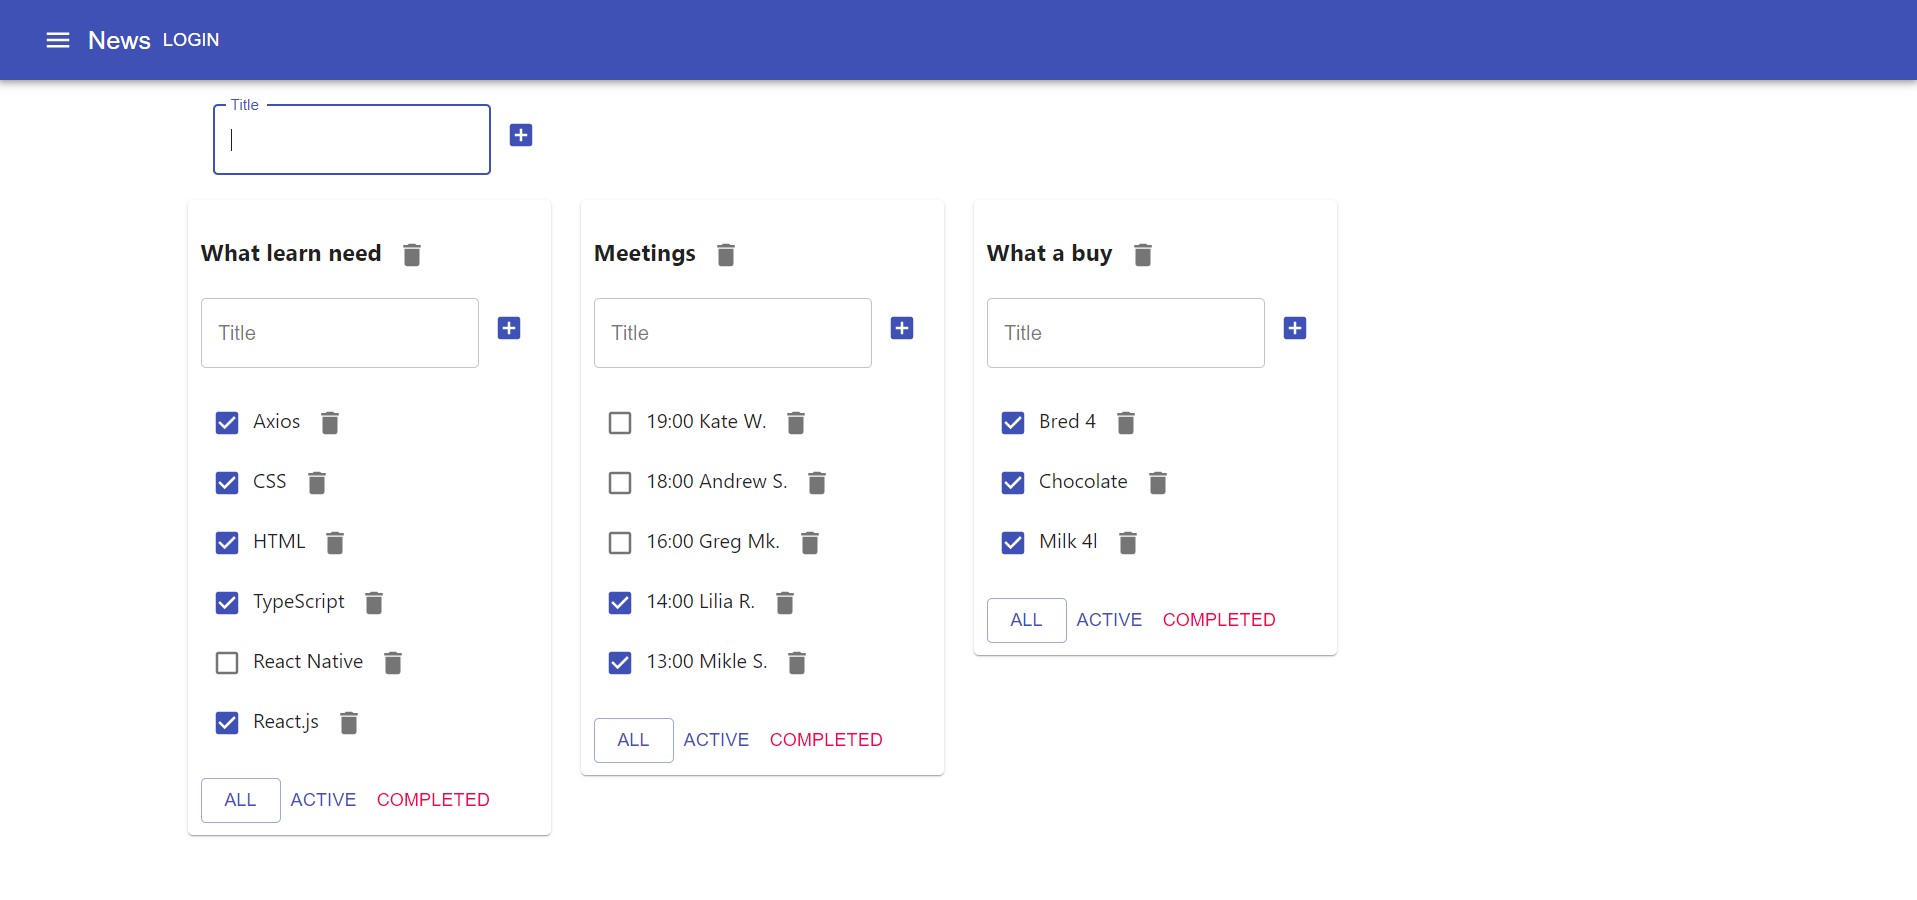 News LOGIN
Title
What learn need
Title
Axios
CSS
HTML
TypeScript
React Native
React.js
ALL ACTIVE COMPLETED
Meetings
Title
19:00 Kate W.
18:00 Andrew S.
16:00 Greg Mk.
14:00 Lilia R.
13:00 Mikle S.
ALL ACTIVE COMPLETED
What a buy
Title
Bred 4
Chocolate
Milk 4l
ALL ACTIVE COMPLETED